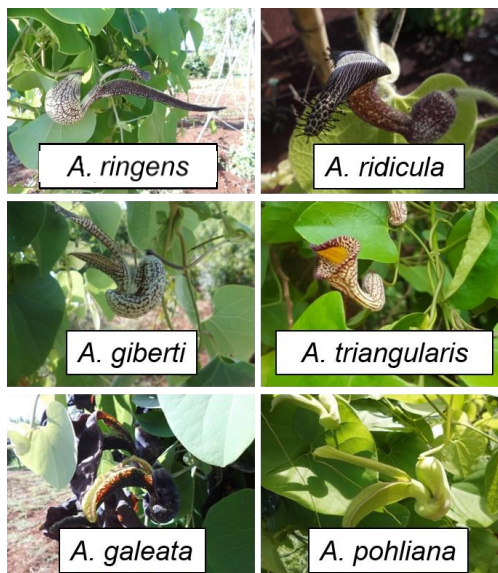 A. ringens
A. ridicula
A. giberti
A. triangularis
A. galeata
A. pohliana